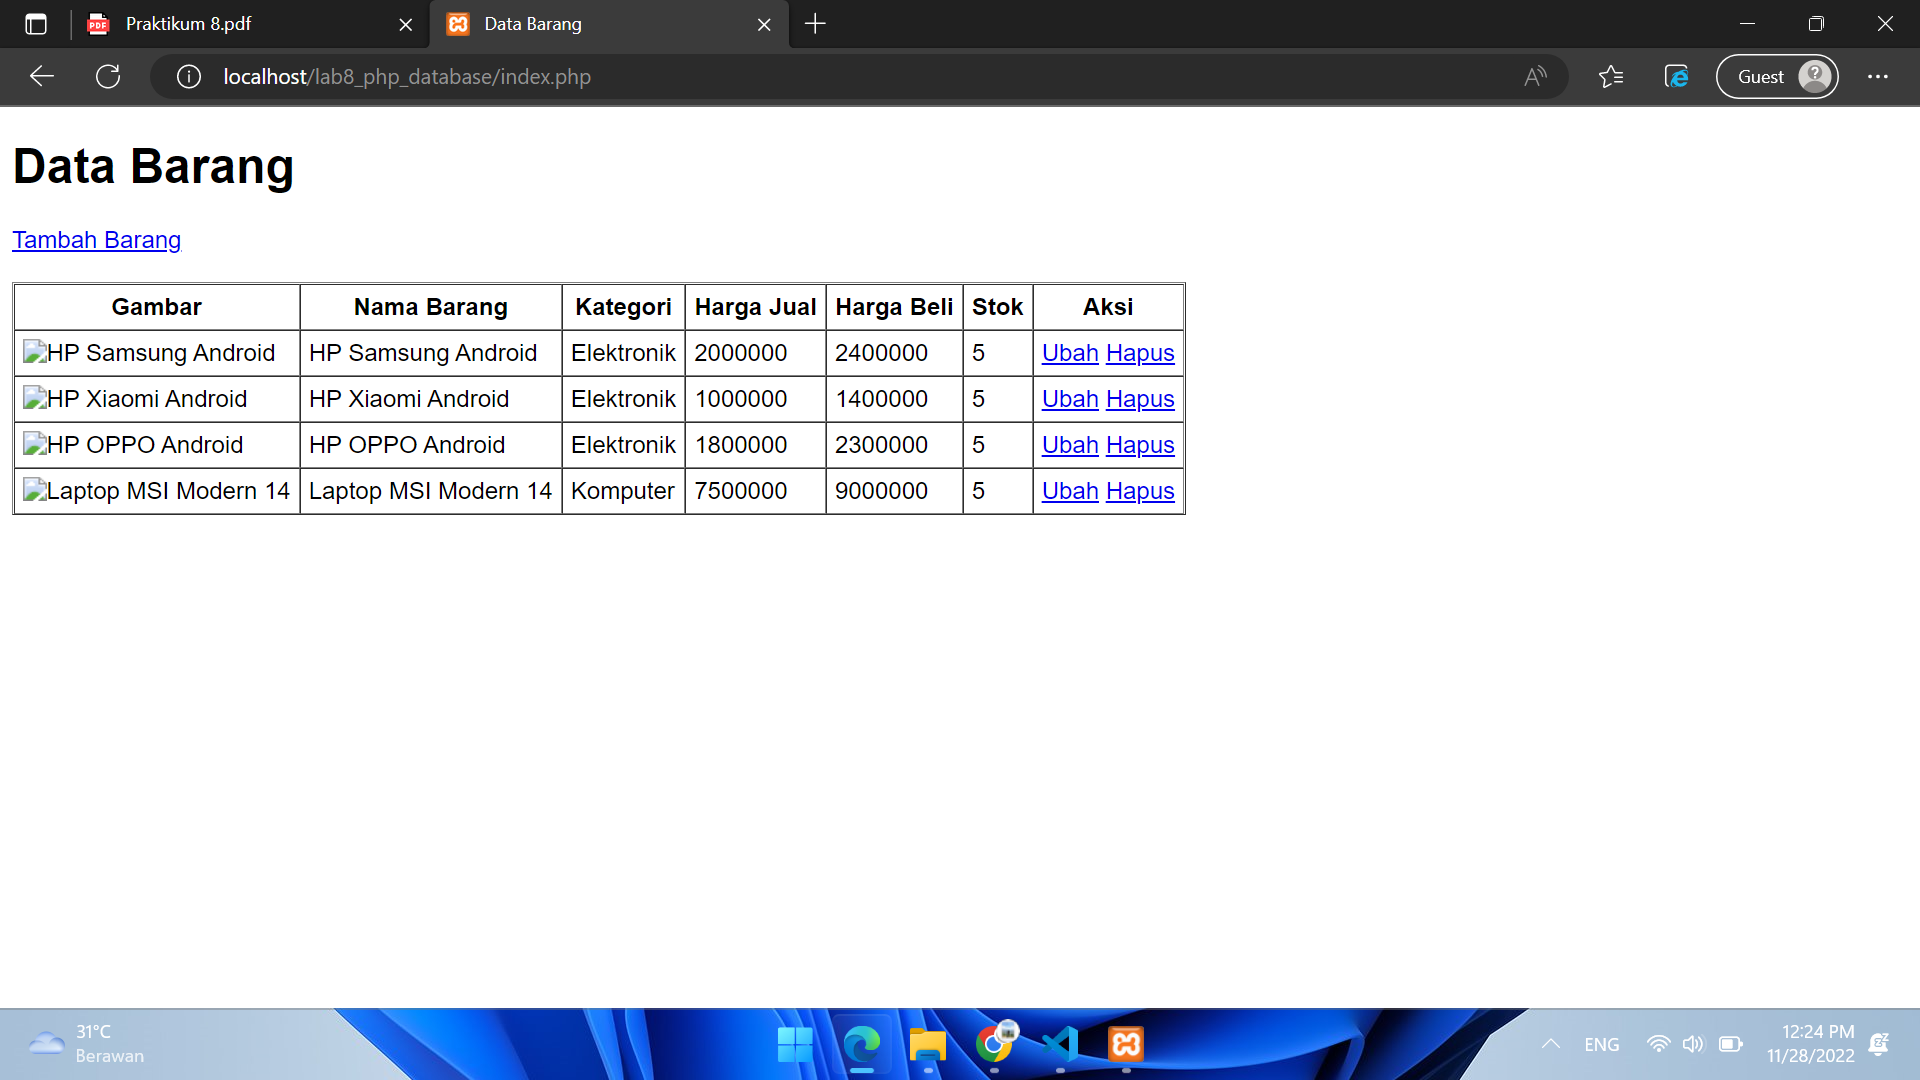 Praktikum 8.pdf
Data Barang
localhost/lab8_php_database/index.php
Guest
Data Barang
Tambah Barang
Gambar Nama Barang Kategori Harga Jual Harga Beli Stok Aksi
HP Samsung Android HP Samsung Android Elektronik 2000000 2400000 5 Ubah Hapus
HP Xiaomi Android HP Xiaomi Android Elektronik 1000000 1400000 5 Ubah Hapus
HP OPPO Android HP OPPO Android Elektronik 1800000 2300000 5 Ubah Hapus
Laptop MSI Modern 14 Laptop MSI Modern 14 Komputer 7500000 9000000 5 Ubah Hapus
31°C
Berawan
ENG
12:24 PM
11/28/2022